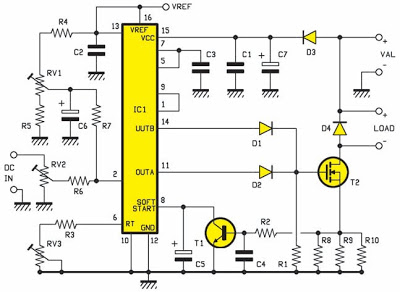 VREF
R4
13
16
15
VREF
VCC
D3
+
C2
7
C3
C1
C7
VAL
5
RV1
9
IC1
1
+
R5
C6
R7
14
D4
LOAD
UUTB
D1
DC
IN
RV2
11
2
OUTA
R6
D2
T2
8
SOFT
START
R3
6
RT
T1
R2
GND
RV3
10
12
C5
C4
R1
R8
R9
R10